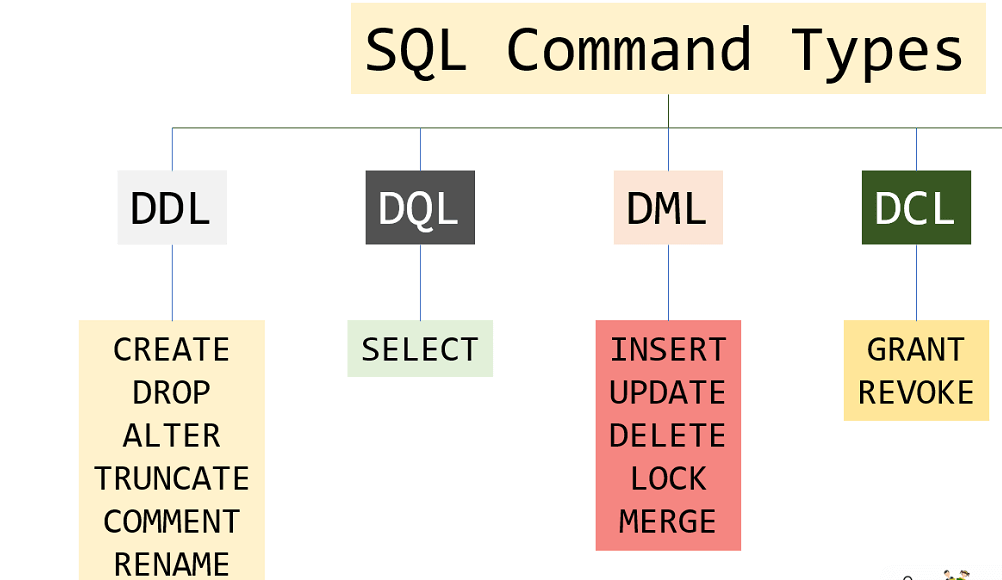 SQL Command Types
DDL
DQL
DML
DCL
CREATE
DROP
ALTER
TRUNCATE
COMMENT
RENAME
SELECT
INSERT
UPDATE
DELETE
LOCK
MERGE
GRANT
REVOKE